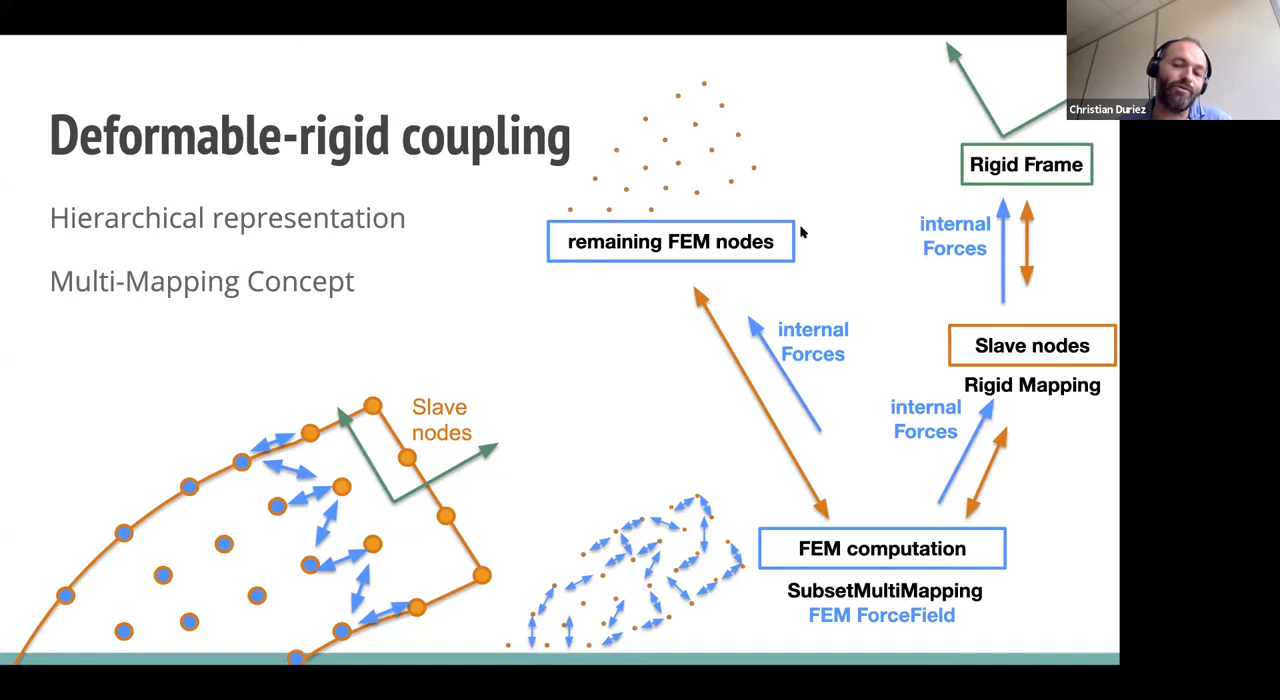 Deformable-rigid coupling
Hierarchical representation
Multi-Mapping Concept
remaining FEM nodes
Christian Duriez
Rigid Frame
internal
Forces
internal
Forces
Slave nodes
Rigid Mapping
internal
Forces
Slave
nodes
FEM computation
SubsetMultiMapping
FEM ForceField